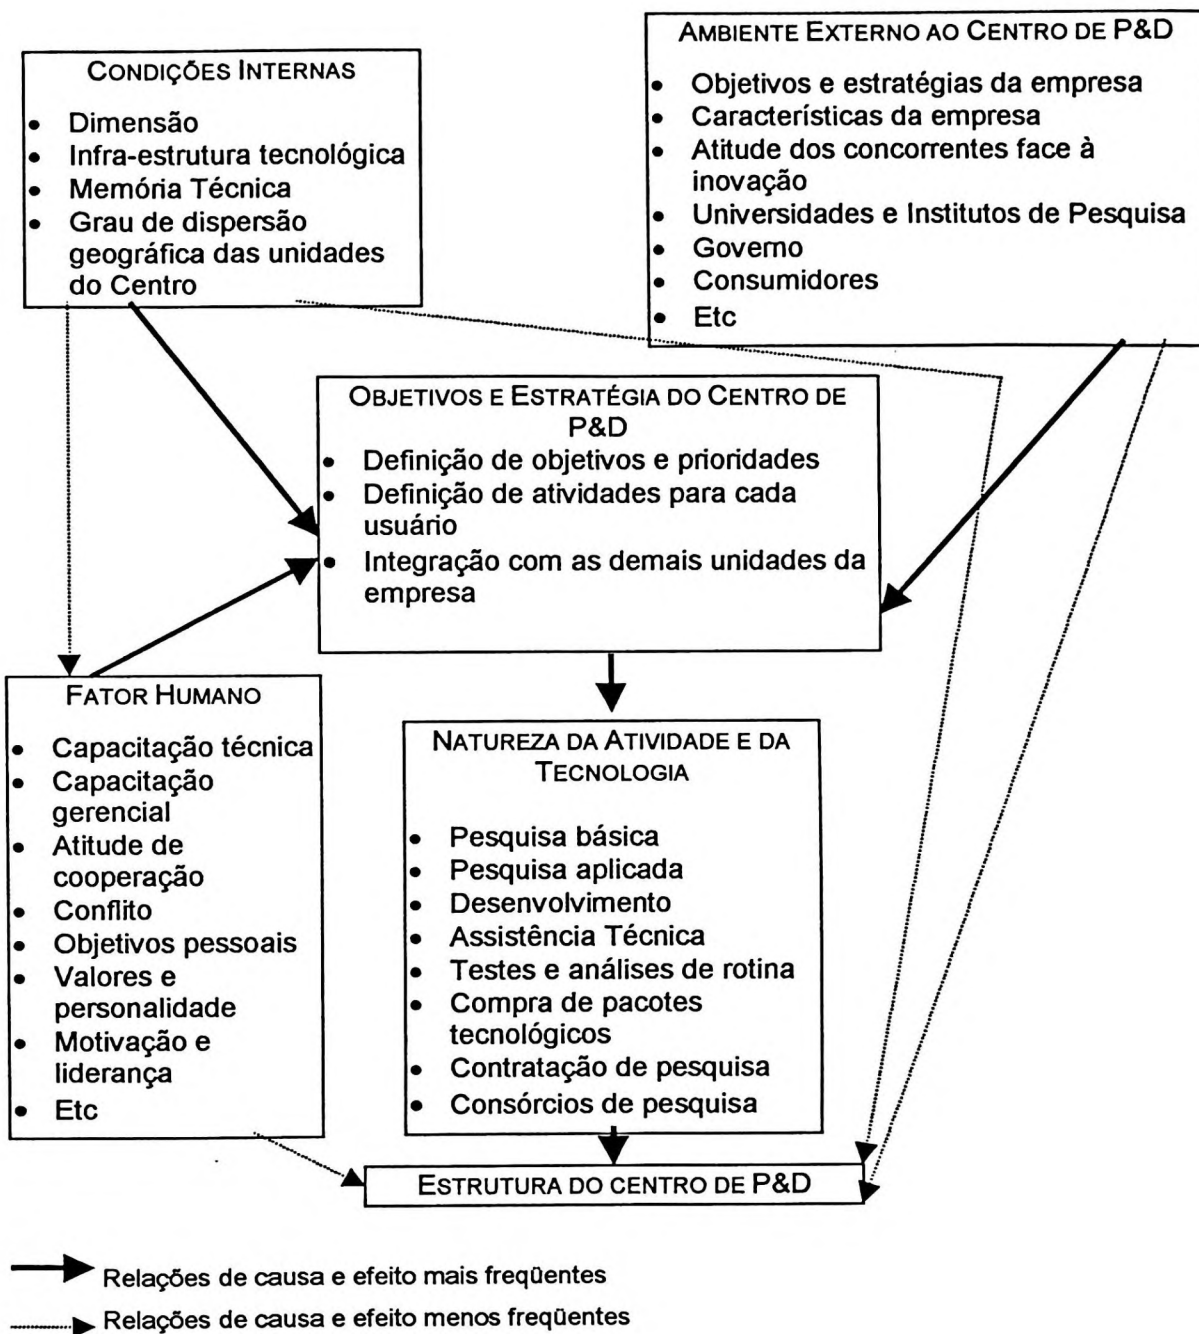 CONDIÇÕES INTERNAS
• Dimensão
• Infra-estrutura tecnológica
• Memória Técnica
• Grau de dispersão
geográfica das unidades
do Centro
AMBIENTE EXTERNO AO CENTRO DE P&D
• Objetivos e estratégias da empresa
• Características da empresa
• Atitude dos concorrentes face à
inovação
• Universidades e Institutos de Pesquisa
• Governo
• Consumidores
• Etc
OBJETIVOS E ESTRATÉGIA DO CENTRO DE
P&D
• Definição de objetivos e prioridades
• Definição de atividades para cada
usuário
• Integração com as demais unidades da
empresa
FATOR HUMANO
• Capacitação técnica
• Capacitação
gerencial
• Atitude de
cooperação
• Conflito
• Objetivos pessoais
• Valores e
personalidade
• Motivação e
liderança
• Etc
NATUREZA DA ATIVIDADE E DA
TECNOLOGIA
• Pesquisa básica
• Pesquisa aplicada
• Desenvolvimento
• Assistência Técnica
• Testes e análises de rotina
• Compra de pacotes
tecnológicos
• Contratação de pesquisa
• Consórcios de pesquisa
ESTRUTURA DO CENTRO DE P&D
Relações de causa e efeito mais freqüentes
Relações de causa e efeito menos freqüentes